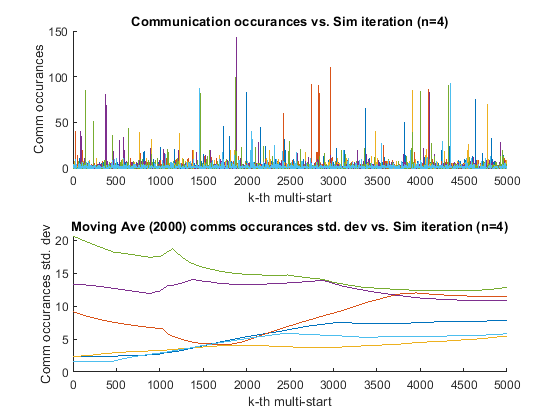 Communication occurances vs. Sim iteration (n=4)
Comm occurances
150
100
50
0
0 500 1000 1500 2000 2500 3000 3500 4000 4500 5000
k-th multi-start
Moving Ave (2000) comms occurances std. dev vs. Sim iteration (n=4)
Comm occurances std. dev
20
15
10
5
0
0 500 1000 1500 2000 2500 3000 3500 4000 4500 5000
k-th multi-start